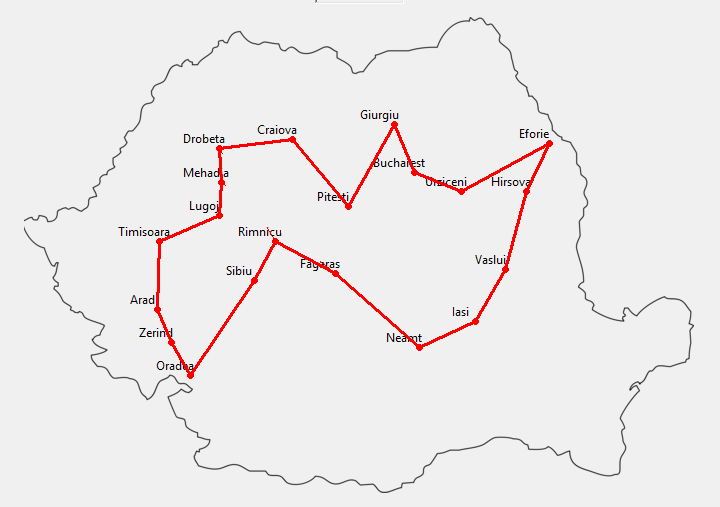 Giurgiu
Craiova
Eforie
Drobeta
Bucharest
Mehadia
Urziceni
Hirsova
Pitesti
Lugoj
Timisoara
Rimnicu
Vaslui
Fagaras
Sibiu
Arad
Iasi
Zerind
Neamt
Oradea